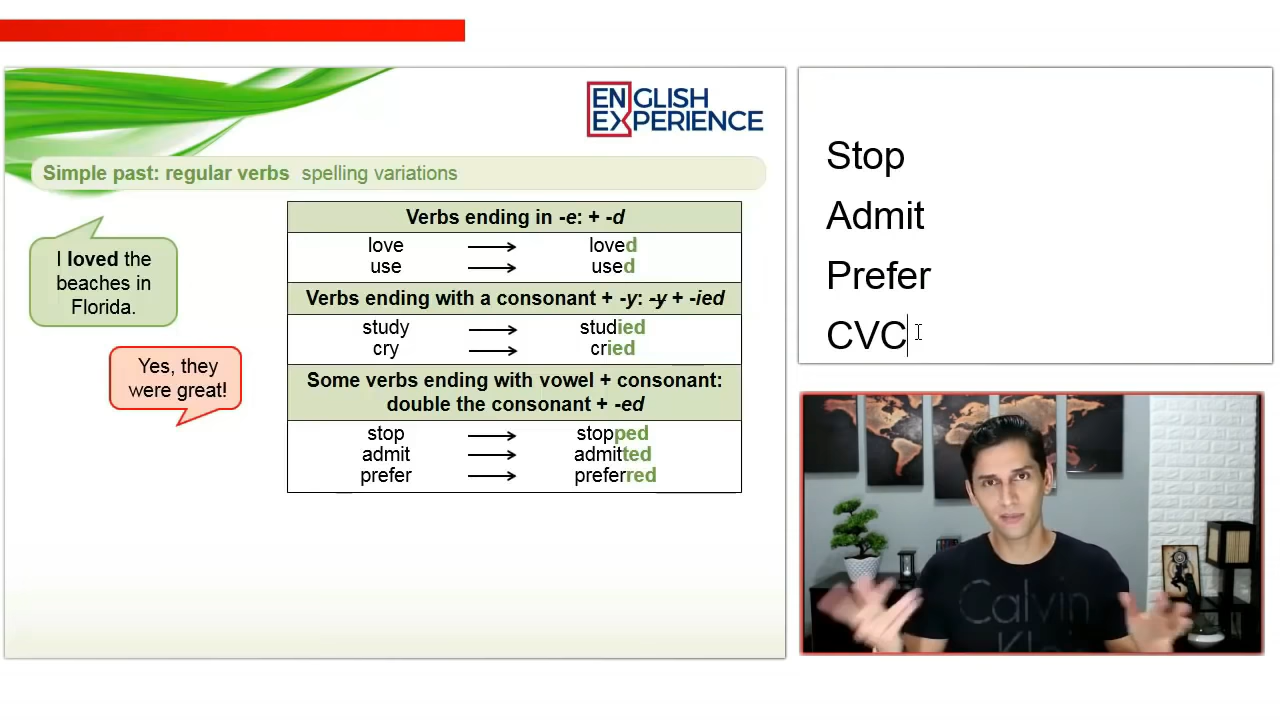 ENGLISH
EXPERIENCE
Simple past: regular verbs spelling variations
I loved the
beaches in
Florida.
Yes, they
were great!
Verbs ending in -e: + -d
love → loved
use → used
Verbs ending with a consonant + -y: -y + -ied
study → studied
cry → cried
Some verbs ending with vowel + consonant:
double the consonant + -ed
stop → stopped
admit → admitted
prefer → preferred
Stop
Admit
Prefer
CVC
Calvin
Klein